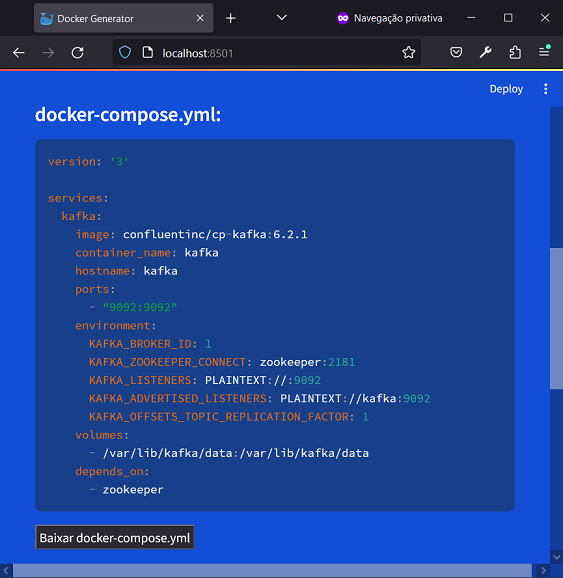 Docker Generator
Navegação privativa
localhost:8501
Deploy
docker-compose.yml:
version: '3'
services:
  kafka:
    image: confluentinc/cp-kafka:6.2.1
    container_name: kafka
    hostname: kafka
    ports:
      - "9092:9092"
    environment:
      KAFKA_BROKER_ID: 1
      KAFKA_ZOOKEEPER_CONNECT: zookeeper:2181
      KAFKA_LISTENERS: PLAINTEXT://:9092
      KAFKA_ADVERTISED_LISTENERS: PLAINTEXT://kafka:9092
      KAFKA_OFFSETS_TOPIC_REPLICATION_FACTOR: 1
    volumes:
      - /var/lib/kafka/data:/var/lib/kafka/data
    depends_on:
      - zookeeper
Baixar docker-compose.yml